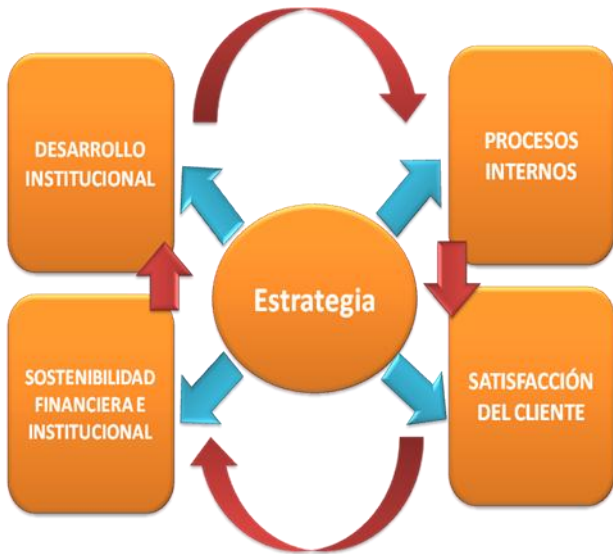 DESARROLLO
INSTITUCIONAL
PROCESOS
INTERNOS
Estrategia
SOSTENIBILIDAD
FINANCIERA E
INSTITUCIONAL
SATISFACCIÓN
DEL CLIENTE